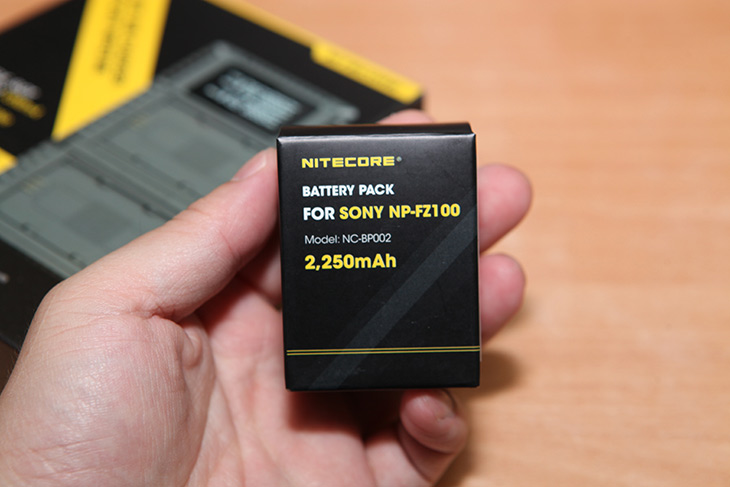 NITECORE®
BATTERY PACK
FOR SONY NP-FZ100
Model: NC-BP002
2,250mAh